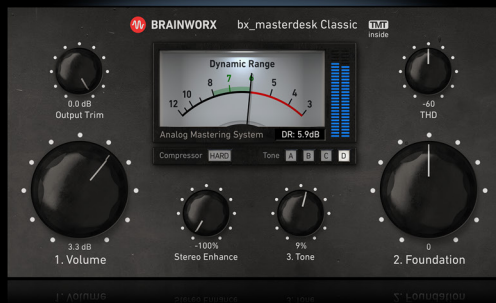 BRAINWORX bx_masterdesk Classic TMT
inside
Dynamic Range
12 10 8 7 6 5 4 3
Analog Mastering System DR: 5.9dB
Compressor HARD Tone A B C D
0.0 dB
Output Trim
-60
THD
3.3 dB
1. Volume
-100%
Stereo Enhance
9%
3. Tone
0
2. Foundation